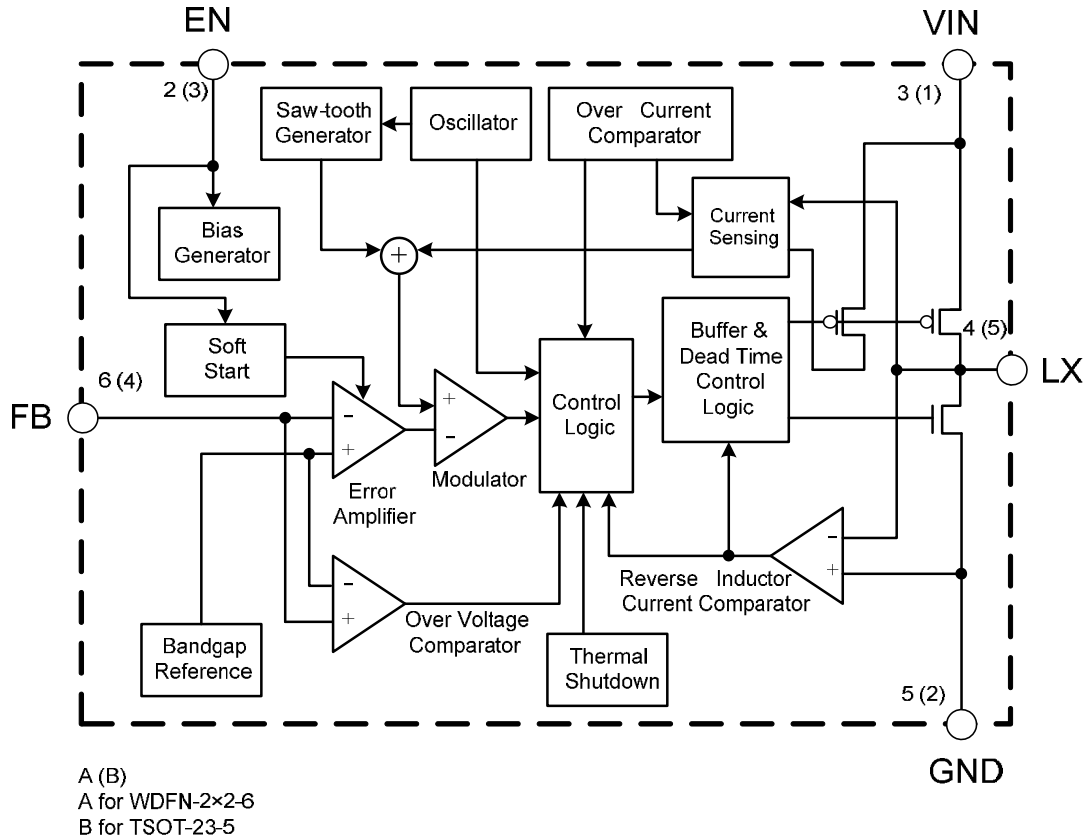 EN
VIN
2 (3)
3 (1)
Saw-tooth
Generator
Oscillator
Over Current
Comparator
Bias
Generator
+
Current
Sensing
Soft
Start
Buffer &
Dead Time
Control
Logic
4 (5)
LX
6 (4)
FB
-
+
Error
Amplifier
+
-
Modulator
Control
Logic
-
+
Reverse Inductor
Current Comparator
-
+
Over Voltage
Comparator
Bandgap
Reference
Thermal
Shutdown
5 (2)
GND
A (B)
A for WDFN-2×2-6
B for TSOT-23-5